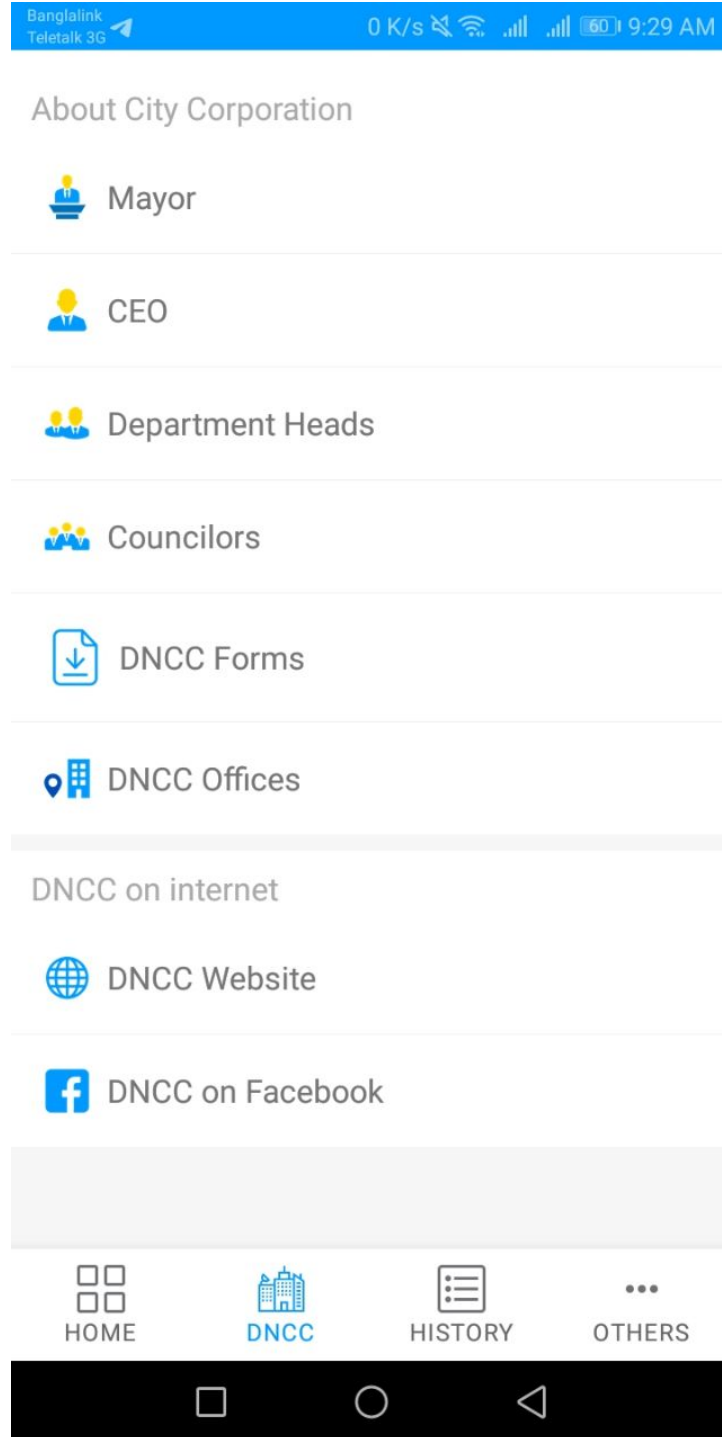 Banglalink
Teletalk 3G
0 K/s 60 9:29 AM
About City Corporation
Mayor
CEO
Department Heads
Councilors
DNCC Forms
DNCC Offices
DNCC on internet
DNCC Website
DNCC on Facebook
HOME DNCC HISTORY OTHERS